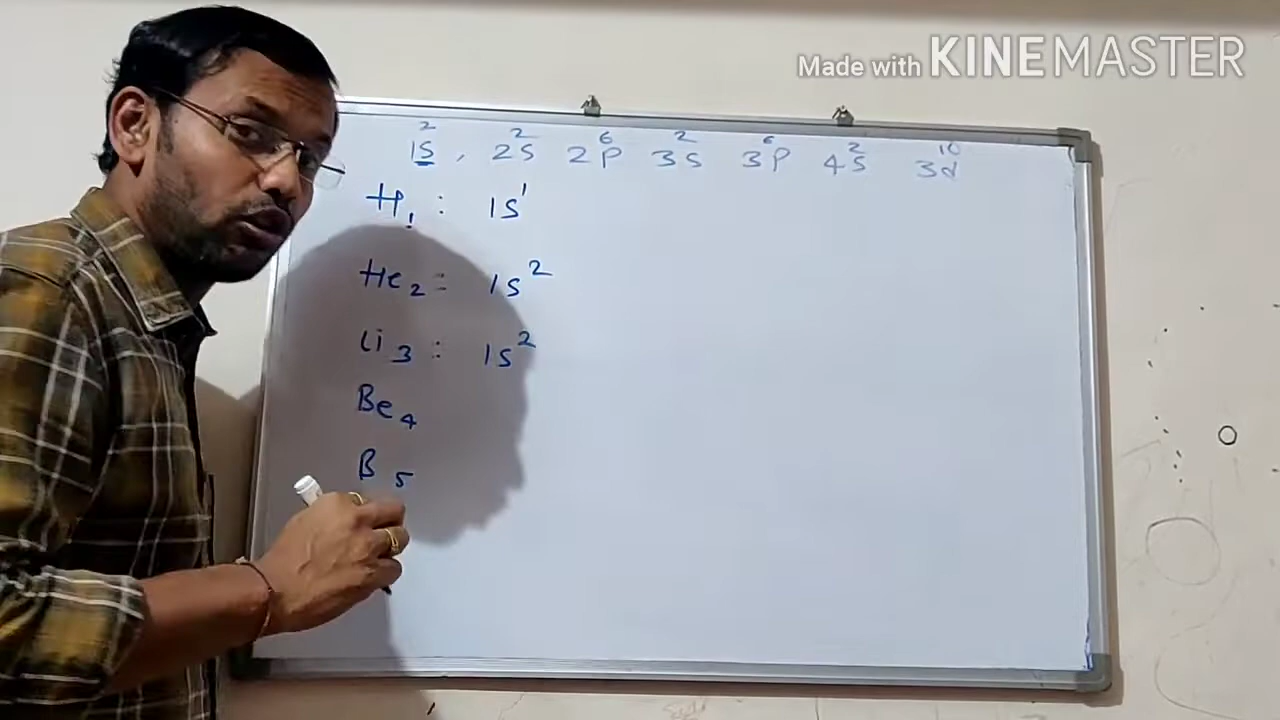 Made with KINEMASTER
1s², 2s² 2p⁶ 3s² 3p⁶ 4s² 3d¹⁰
H₁ : 1s¹
He₂ : 1s²
Li₃ : 1s²
Be₄
B₅